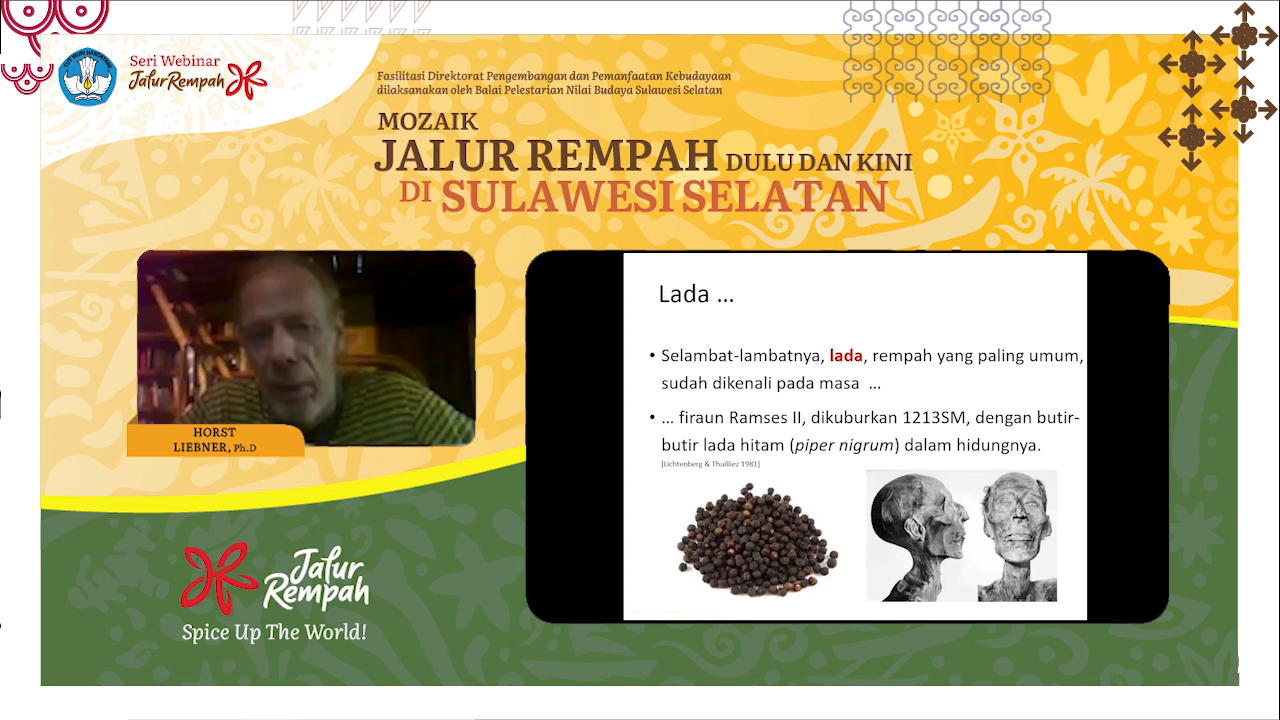 Seri Webinar
Jalur Rempah
Fasilitasi Direktorat Pengembangan dan Pemanfaatan Kebudayaan
dilaksanakan oleh Balai Pelestarian Nilai Budaya Sulawesi Selatan
MOZAIK
JALUR REMPAH DULU DAN KINI
DI SULAWESI SELATAN
HORST
LIEBNER, Ph.D
Lada ...
• Selambat-lambatnya, lada, rempah yang paling umum,
sudah dikenali pada masa ...
• ... firaun Ramses II, dikuburkan 1213SM, dengan butir-
butir lada hitam (piper nigrum) dalam hidungnya.
[Lichtenberg & Thuilliez 1981]
Jalur
Rempah
Spice Up The World!